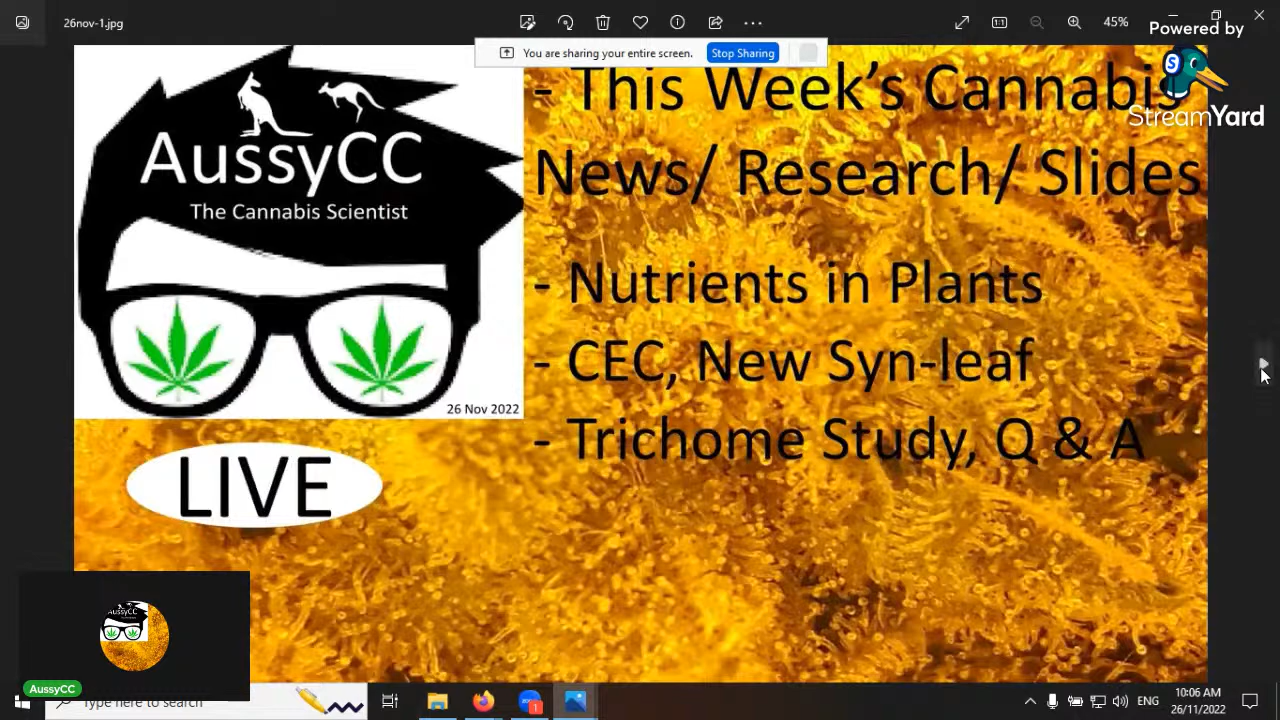 26nov-1.jpg
45%
Powered by
StreamYard
You are sharing your entire screen.
Stop Sharing
AussyCC
The Cannabis Scientist
26 Nov 2022
LIVE
- This Week's Cannabis
News/ Research/ Slides
- Nutrients in Plants
- CEC, New Syn-leaf
- Trichome Study, Q & A
AussyCC
AussyCC
Type here to search
1
ENG
10:06 AM
26/11/2022